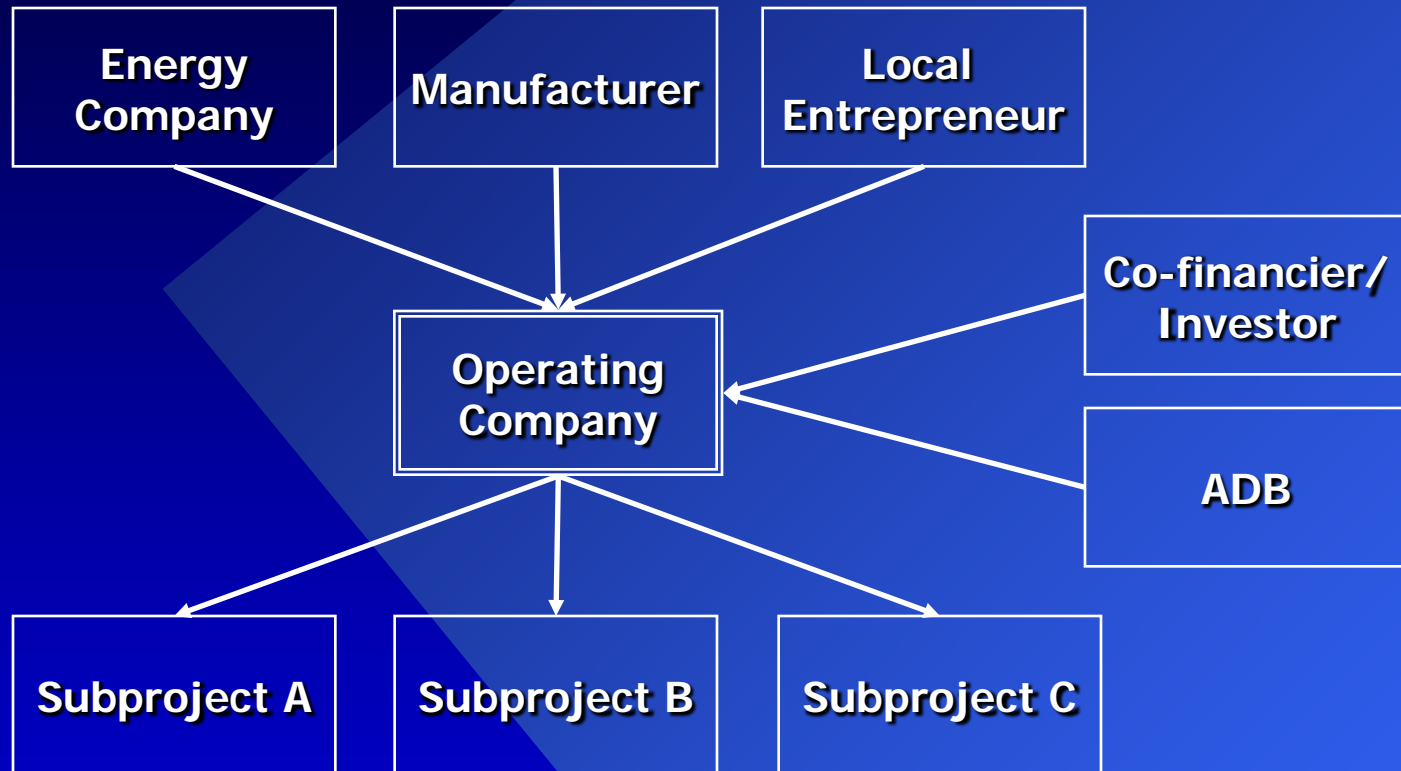 Energy
Company
Manufacturer
Local
Entrepreneur
Co-financier/
Investor
Operating
Company
ADB
Subproject A
Subproject B
Subproject C